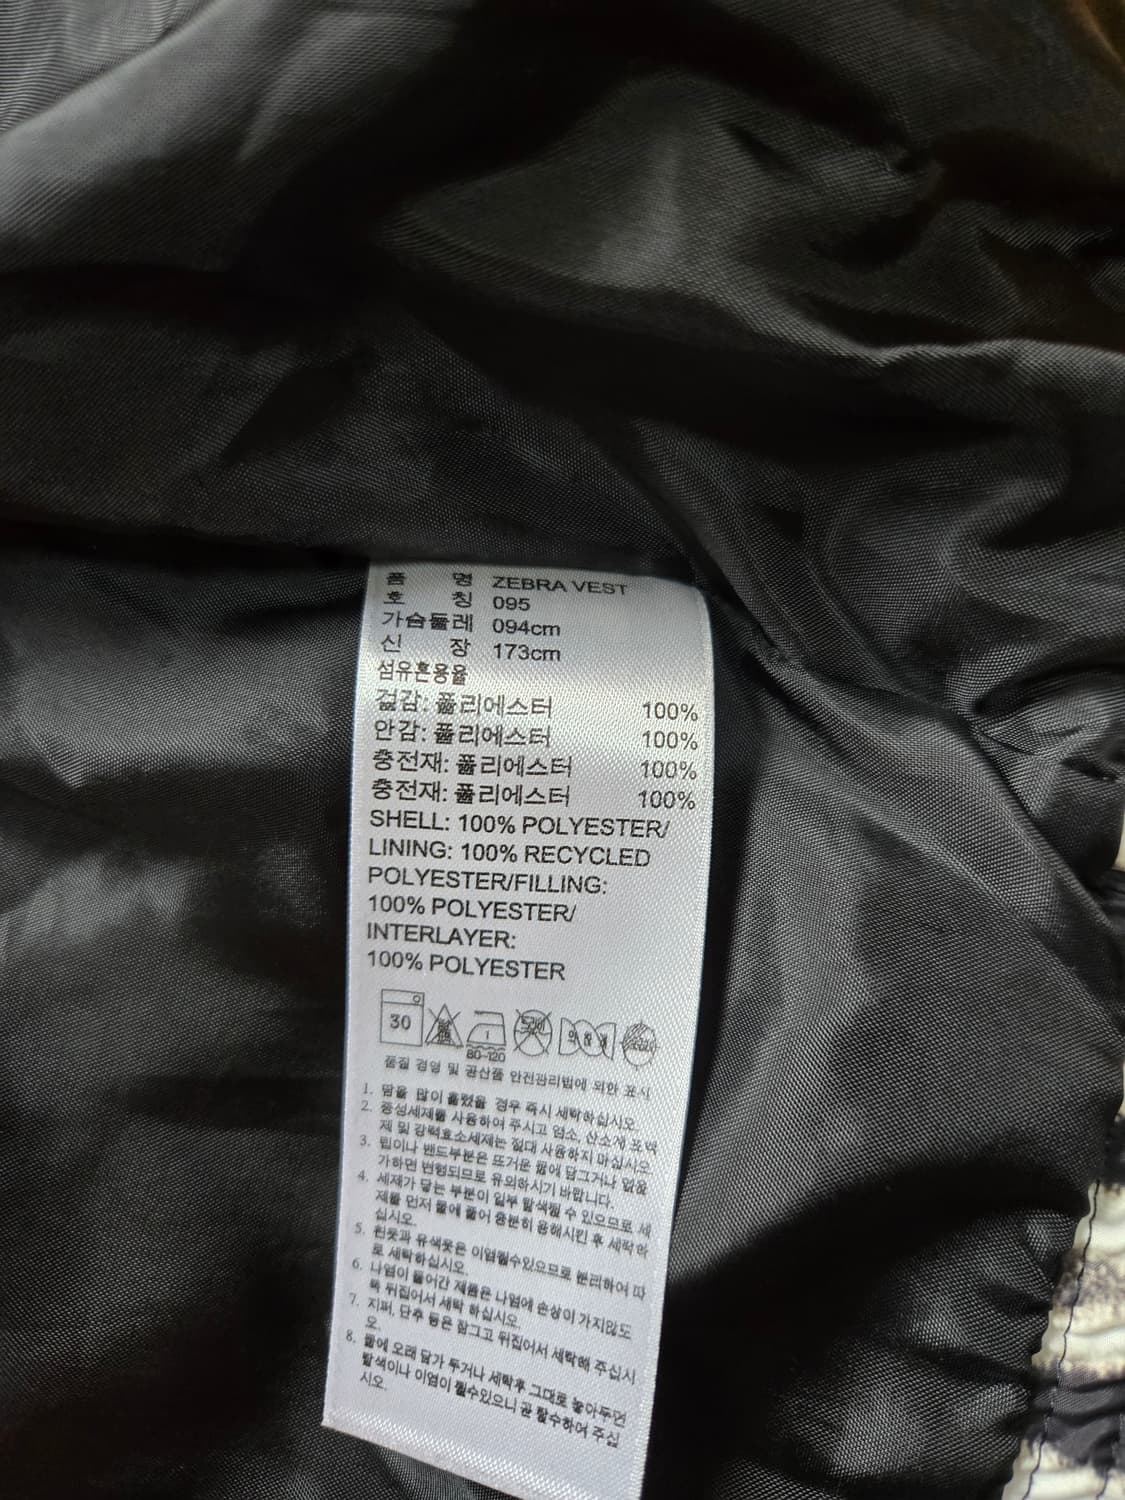 품 명 ZEBRA VEST
호 칭 095
가슴둘레 094cm
신 장 173cm
섬유혼용율
겉감: 폴리에스터 100%
안감: 폴리에스터 100%
충전재: 폴리에스터 100%
충전재: 폴리에스터 100%
SHELL: 100% POLYESTER/
LINING: 100% RECYCLED
POLYESTER/FILLING:
100% POLYESTER/
INTERLAYER:
100% POLYESTER
30
80~120
품질 경영 및 공산품 안전관리법에 의한 표시
1. 땀을 많이 흘렸을 경우 즉시 세탁하십시오.
2. 중성세제를 사용하여 주시고 염소, 산소계 표백
제 및 강력효소세제는 절대 사용하지 마십시오
3. 립이나 밴드부분은 뜨거운 물에 담그거나 열을
가하면 변형되므로 유의하시기 바랍니다.
4. 세제가 닿는 부분이 일부 탈색될 수 있으므로 세
제를 먼저 물에 풀어 충분히 용해시킨 후 세탁하
십시오.
5. 흰옷과 유색옷은 이염될수있으므로 분리하여 따
로 세탁하십시오.
6. 나염이 들어간 제품은 나염에 손상이 가지않도
록 뒤집어서 세탁 하십시오.
7. 지퍼, 단추 등은 잠그고 뒤집어서 세탁해 주십시
오.
8. 물에 오래 담가 두거나 세탁후 그대로 놓아두면
탈색이나 이염이 될수있으니 곧 탈수하여 주십
시오.